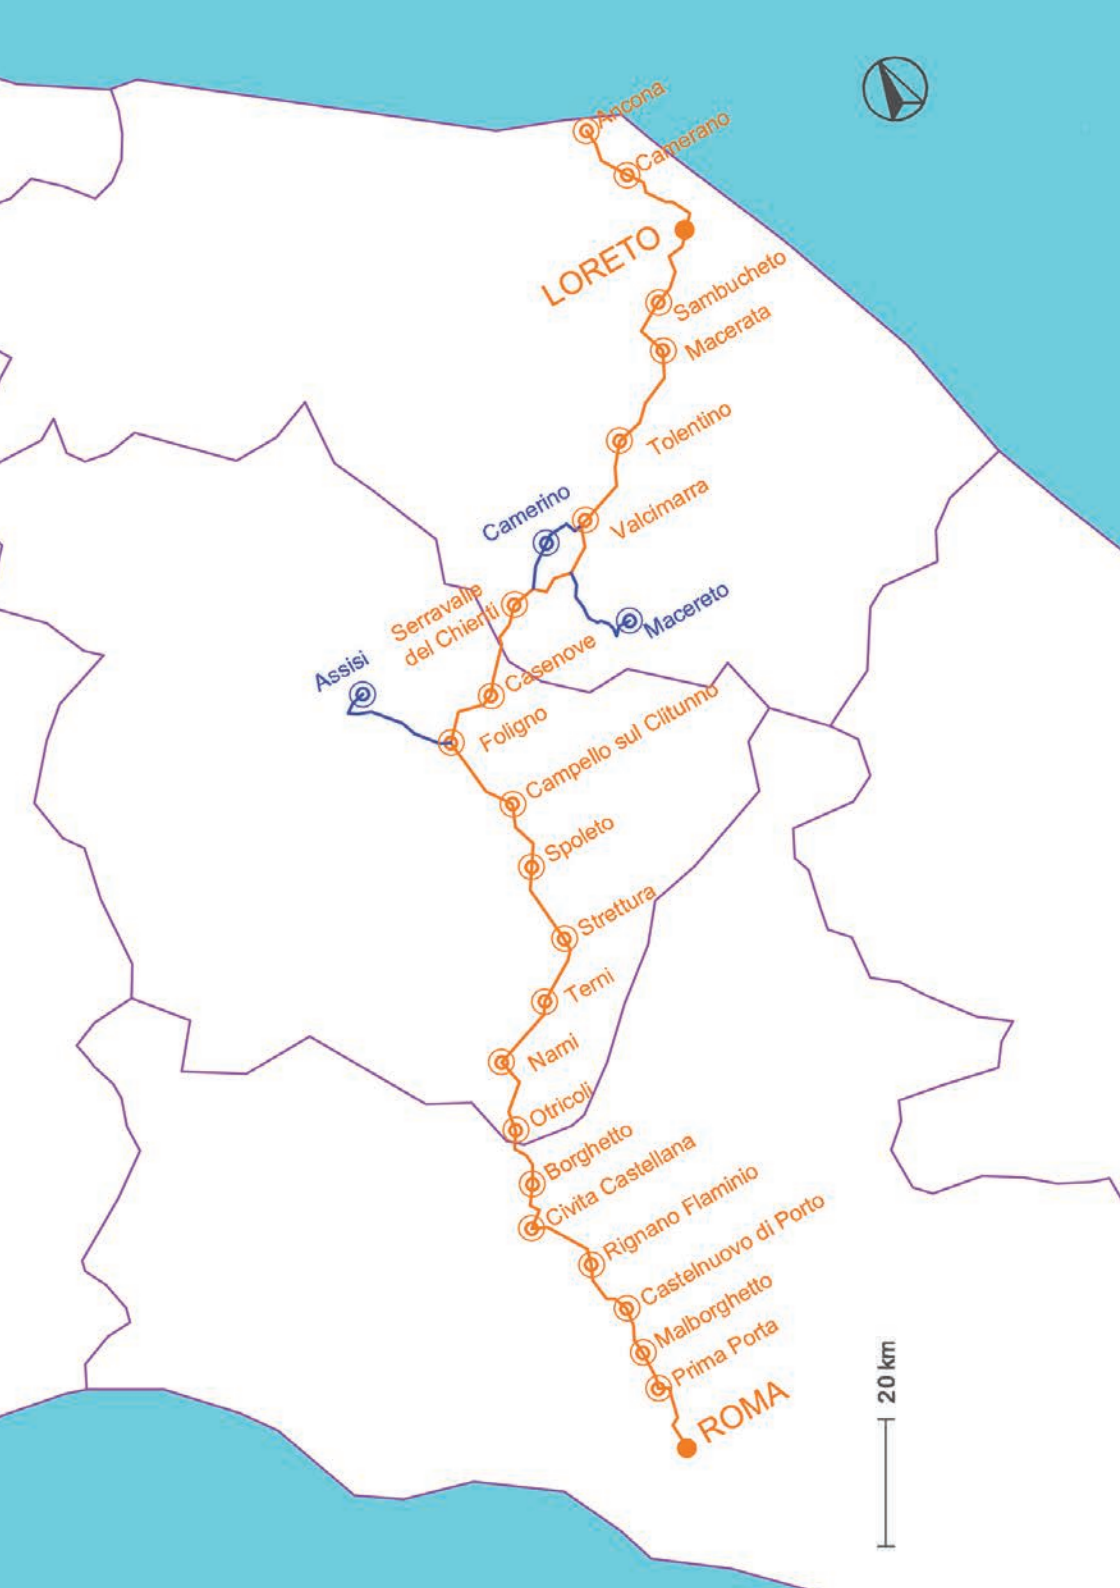 Ancona
Camerano
LORETO
Sambucheto
Macerata
Tolentino
Camerino
Valcimarra
Serravalle
del Chienti
Macereto
Casenove
Assisi
Foligno
Campello sul Clitunno
Spoleto
Strettura
Terni
Narni
Otricoli
Borghetto
Civita Castellana
Rignano Flaminio
Castelnuovo di Porto
Malborghetto
Prima Porta
ROMA
20 km